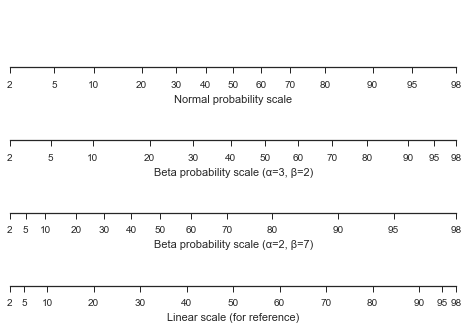 2 5 10 20 30 40 50 60 70 80 90 95 98
Normal probability scale
2 5 10 20 30 40 50 60 70 80 90 95 98
Beta probability scale (α=3, β=2)
2 5 10 20 30 40 50 60 70 80 90 95 98
Beta probability scale (α=2, β=7)
2 5 10 20 30 40 50 60 70 80 90 95 98
Linear scale (for reference)